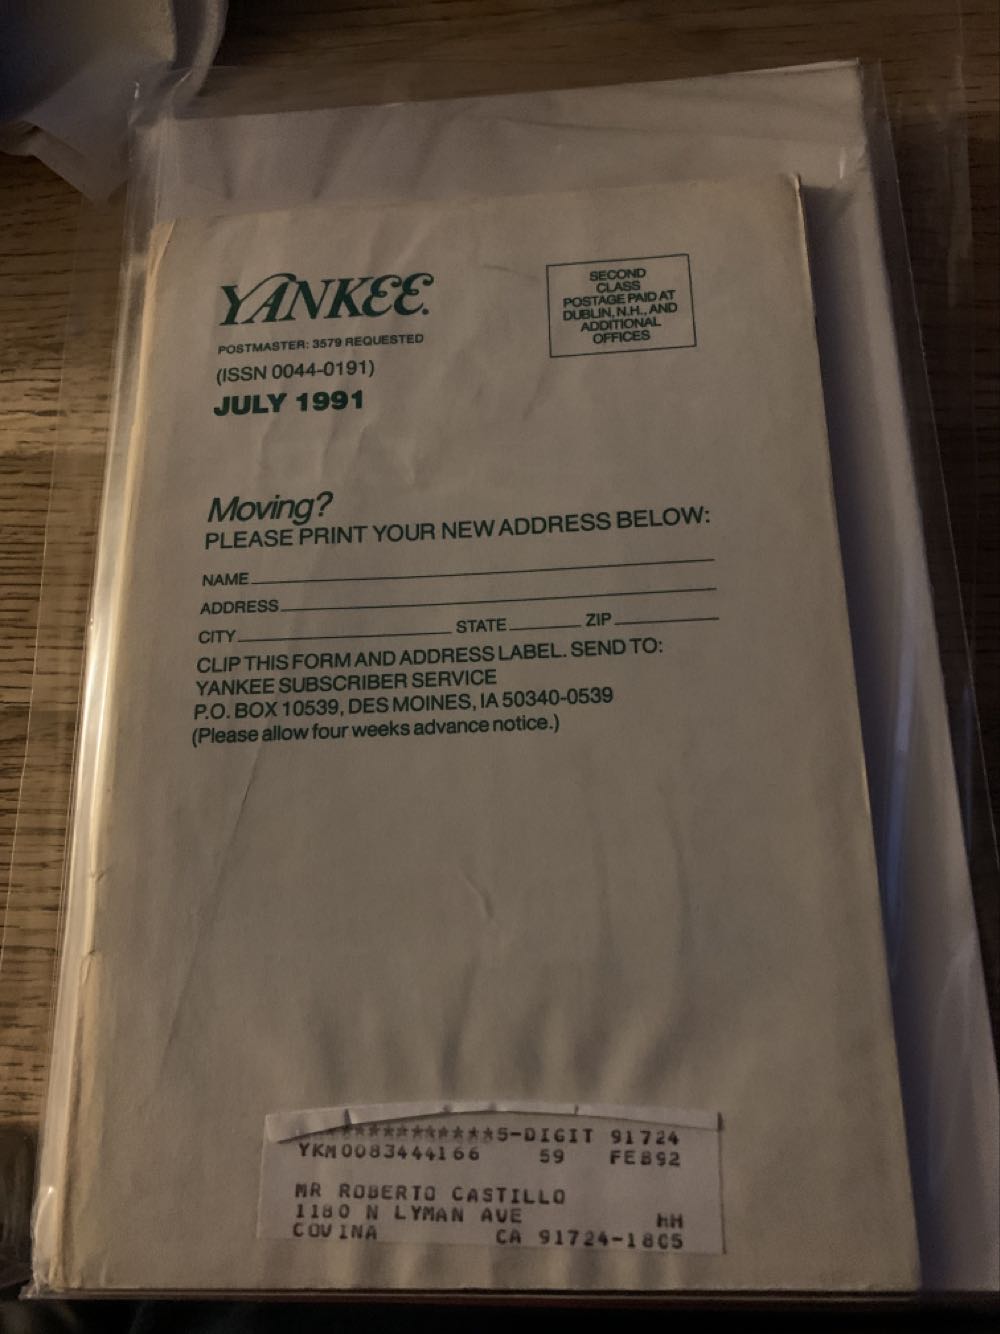 YANKEE.
POSTMASTER: 3579 REQUESTED
(ISSN 0044-0191)
JULY 1991
SECOND
CLASS
POSTAGE PAID AT
DUBLIN, N.H., AND
ADDITIONAL
OFFICES
Moving?
PLEASE PRINT YOUR NEW ADDRESS BELOW:
NAME
ADDRESS
CITY STATE ZIP
CLIP THIS FORM AND ADDRESS LABEL. SEND TO:
YANKEE SUBSCRIBER SERVICE
P.O. BOX 10539, DES MOINES, IA 50340-0539
(Please allow four weeks advance notice.)
************5-DIGIT 91724
YKM0083444166 59 FEB92
MR ROBERTO CASTILLO
1180 N LYMAN AVE HH
COVINA CA 91724-1805